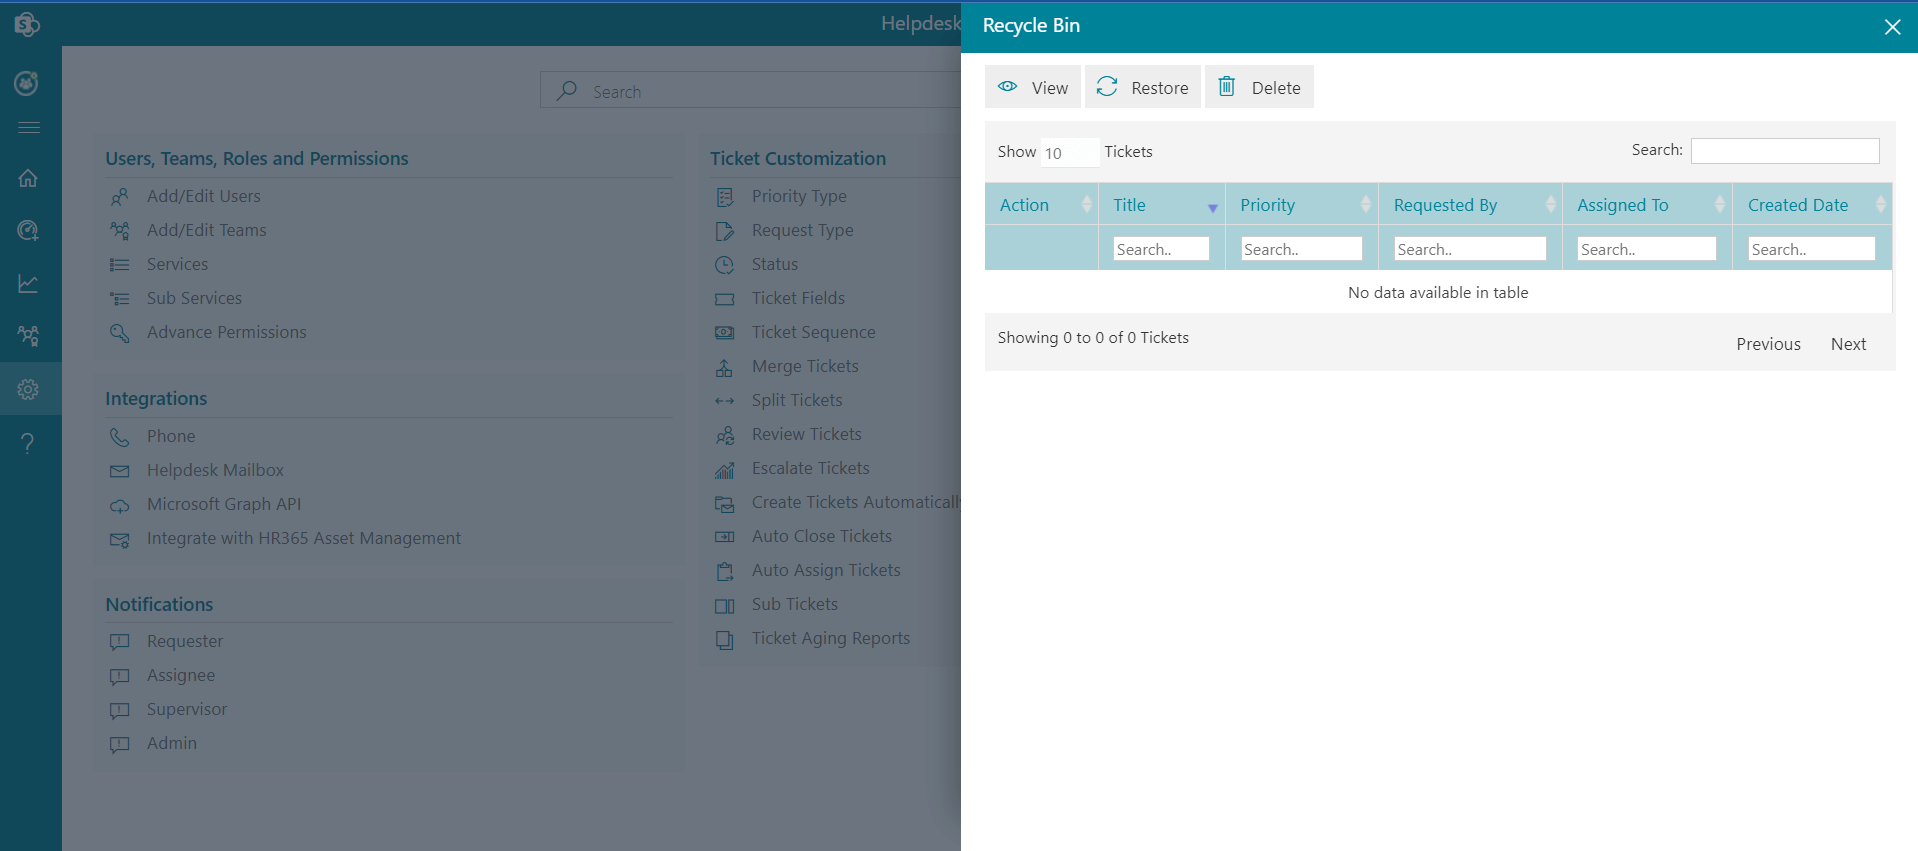 Helpdesk
Recycle Bin
View
Restore
Delete
Search
Show 10 Tickets
Search:
Action
Title
Priority
Requested By
Assigned To
Created Date
Search..
Search..
Search..
Search..
Search..
No data available in table
Showing 0 to 0 of 0 Tickets
Previous
Next
Users, Teams, Roles and Permissions
Add/Edit Users
Add/Edit Teams
Services
Sub Services
Advance Permissions
Integrations
Phone
Helpdesk Mailbox
Microsoft Graph API
Integrate with HR365 Asset Management
Notifications
Requester
Assignee
Supervisor
Admin
Ticket Customization
Priority Type
Request Type
Status
Ticket Fields
Ticket Sequence
Merge Tickets
Split Tickets
Review Tickets
Escalate Tickets
Create Tickets Automatically
Auto Close Tickets
Auto Assign Tickets
Sub Tickets
Ticket Aging Reports